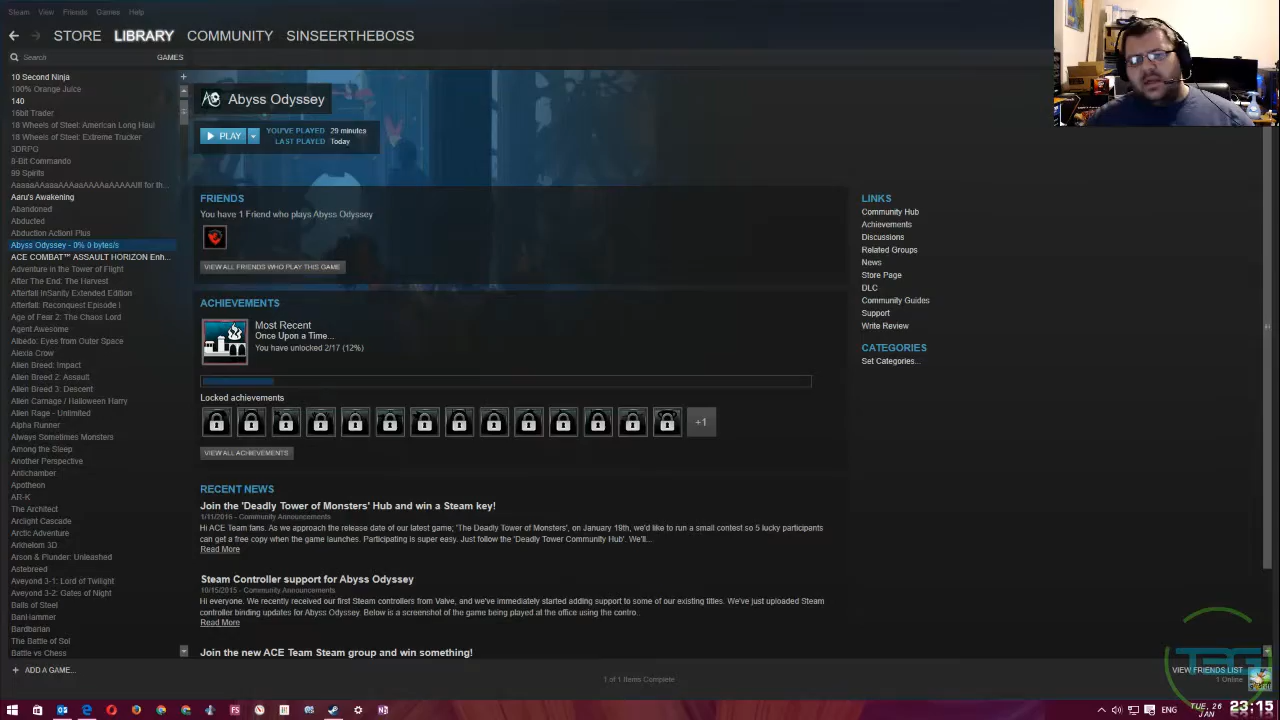 Steam View Friends Games Help
STORE LIBRARY COMMUNITY SINSEERTHEBOSS
Search GAMES
10 Second Ninja
100% Orange Juice
140
16bit Trader
18 Wheels of Steel: American Long Haul
18 Wheels of Steel: Extreme Trucker
3DRPG
8-Bit Commando
99 Spirits
AaaaaAAaaaAAAaaAAAAaAAAAA!!! for th...
Aaru's Awakening
Abandoned
Abducted
Abduction Action! Plus
Abyss Odyssey - 0% 0 bytes/s
ACE COMBAT™ ASSAULT HORIZON Enh...
Adventure in the Tower of Flight
After The End: The Harvest
Afterfall InSanity Extended Edition
Afterfall: Reconquest Episode I
Age of Fear 2: The Chaos Lord
Agent Awesome
Albedo: Eyes from Outer Space
Alexia Crow
Alien Breed: Impact
Alien Breed 2: Assault
Alien Breed 3: Descent
Alien Carnage / Halloween Harry
Alien Rage - Unlimited
Alpha Runner
Always Sometimes Monsters
Among the Sleep
Another Perspective
Antichamber
Apotheon
AR-K
The Architect
Arclight Cascade
Arctic Adventure
Arkhelom 3D
Arson & Plunder: Unleashed
Astebreed
Aveyond 3-1: Lord of Twilight
Aveyond 3-2: Gates of Night
Balls of Steel
BanHammer
Bardbarian
The Battle of Sol
Battle vs Chess
+ ADD A GAME...
Abyss Odyssey
PLAY
YOU'VE PLAYED 29 minutes
LAST PLAYED Today
FRIENDS
You have 1 Friend who plays Abyss Odyssey
VIEW ALL FRIENDS WHO PLAY THIS GAME
ACHIEVEMENTS
Most Recent
Once Upon a Time...
You have unlocked 2/17 (12%)
Locked achievements
+1
VIEW ALL ACHIEVEMENTS
RECENT NEWS
Join the 'Deadly Tower of Monsters' Hub and win a Steam key!
1/11/2016 - Community Announcements
Hi ACE Team fans. As we approach the release date of our latest game; 'The Deadly Tower of Monsters', on January 19th, we'd like to run a small contest so 5 lucky participants
can get a free copy when the game launches. Participating is super easy. Just follow the 'Deadly Tower Community Hub'. We'll...
Read More
Steam Controller support for Abyss Odyssey
10/15/2015 - Community Announcements
Hi everyone. We recently received our first Steam controllers from Valve, and we've immediately started adding support to some of our existing titles. We've just uploaded Steam
controller binding updates for Abyss Odyssey. Below is a screenshot of the game being played at the office using the contro..
Read More
Join the new ACE Team Steam group and win something!
LINKS
Community Hub
Achievements
Discussions
Related Groups
News
Store Page
DLC
Community Guides
Support
Write Review
CATEGORIES
Set Categories...
1 of 1 Items Complete
VIEW FRIENDS LIST
1 Online
TBG
ENG
TUE, 26
JAN
23:15